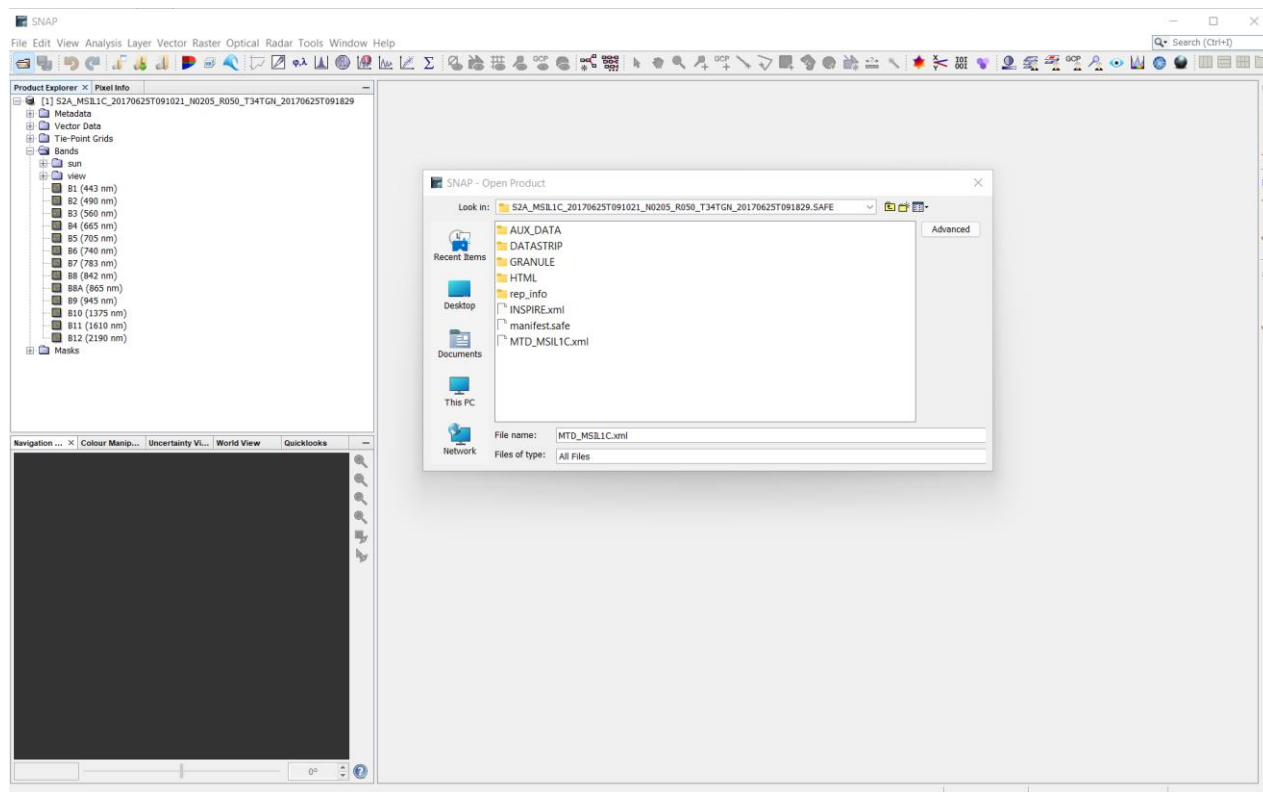 SNAP
File Edit View Analysis Layer Vector Raster Optical Radar Tools Window Help
Search (Ctrl+I)
Product Explorer × Pixel Info
[1] S2A_MSIL1C_20170625T091021_N0205_R050_T34TGN_20170625T091829
Metadata
Vector Data
Tie-Point Grids
Bands
sun
view
B1 (443 nm)
B2 (490 nm)
B3 (560 nm)
B4 (665 nm)
B5 (705 nm)
B6 (740 nm)
B7 (783 nm)
B8 (842 nm)
B8A (865 nm)
B9 (945 nm)
B10 (1375 nm)
B11 (1610 nm)
B12 (2190 nm)
Masks
SNAP - Open Product
Look in: S2A_MSIL1C_20170625T091021_N0205_R050_T34TGN_20170625T091829.SAFE
Advanced
Recent Items
Desktop
Documents
This PC
Network
AUX_DATA
DATASTRIP
GRANULE
HTML
rep_info
INSPIRE.xml
manifest.safe
MTD_MSIL1C.xml
File name: MTD_MSIL1C.xml
Files of type: All Files
Navigation ... × Colour Manip... Uncertainty Vi... World View Quicklooks
0°